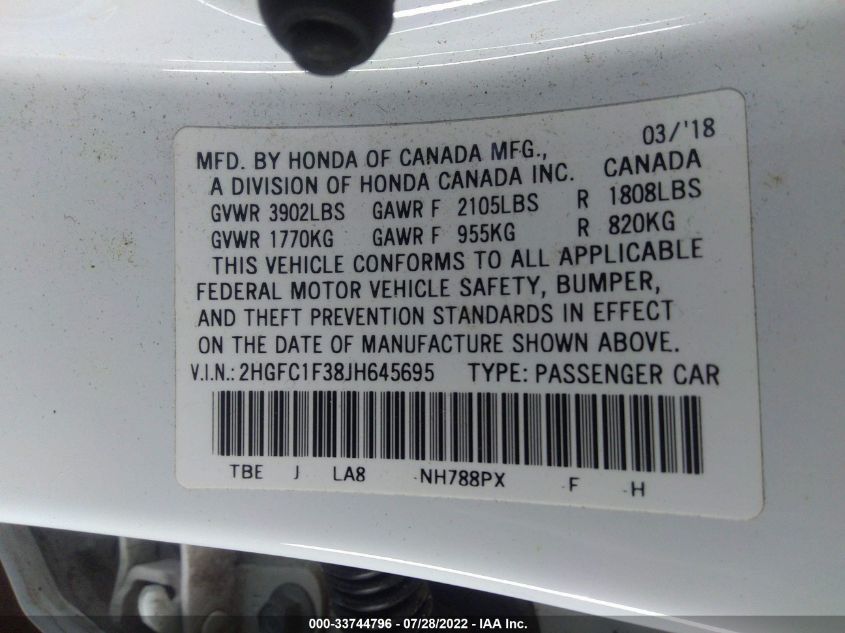 03/'18
MFD. BY HONDA OF CANADA MFG.,
A DIVISION OF HONDA CANADA INC. CANADA
GVWR 3902LBS GAWR F 2105LBS R 1808LBS
GVWR 1770KG GAWR F 955KG R 820KG
THIS VEHICLE CONFORMS TO ALL APPLICABLE
FEDERAL MOTOR VEHICLE SAFETY, BUMPER,
AND THEFT PREVENTION STANDARDS IN EFFECT
ON THE DATE OF MANUFACTURE SHOWN ABOVE.
V.I.N.: 2HGFC1F38JH645695 TYPE: PASSENGER CAR
TBE J LA8 -NH788PX -F -H
000-33744796 - 07/28/2022 - IAA Inc.